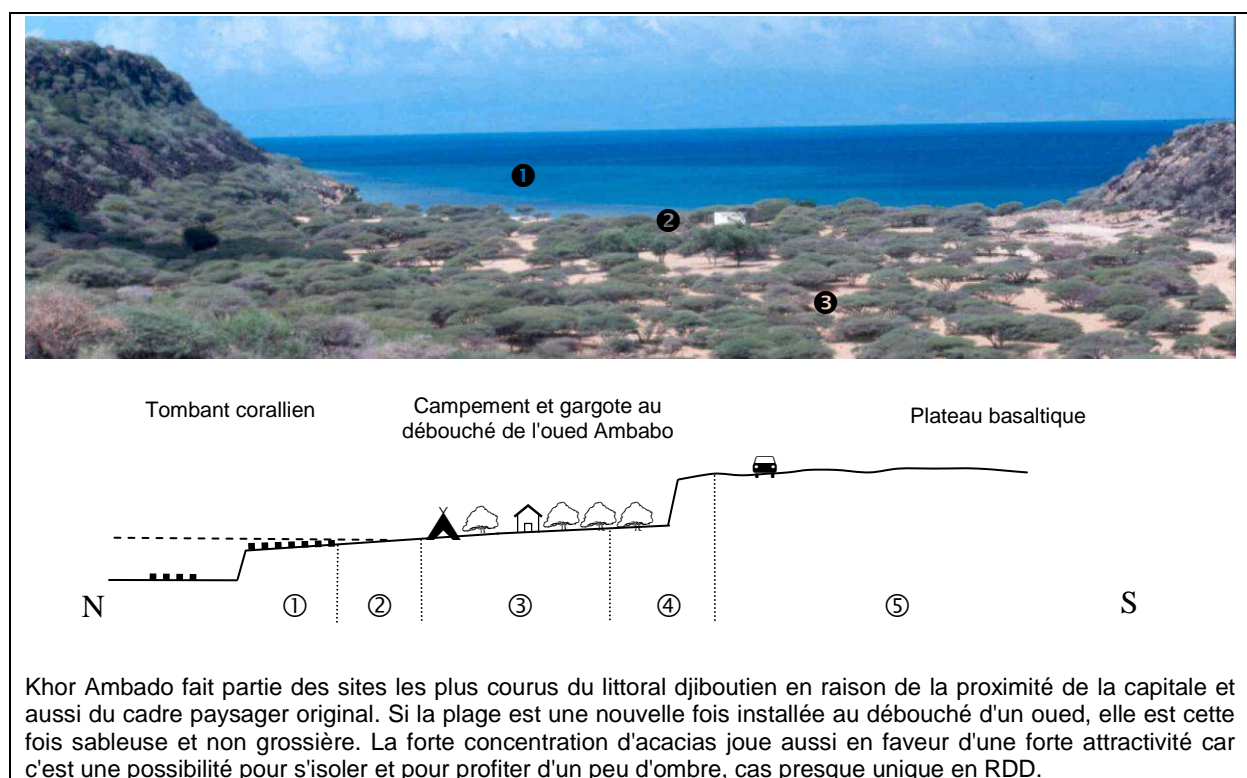 ❶
❷
❸
Tombant corallien
Campement et gargote au
débouché de l'oued Ambabo
Plateau basaltique
N
①
②
③
④
⑤
S
Khor Ambado fait partie des sites les plus courus du littoral djiboutien en raison de la proximité de la capitale et
aussi du cadre paysager original. Si la plage est une nouvelle fois installée au débouché d'un oued, elle est cette
fois sableuse et non grossière. La forte concentration d'acacias joue aussi en faveur d'une forte attractivité car
c'est une possibilité pour s'isoler et pour profiter d'un peu d'ombre, cas presque unique en RDD.